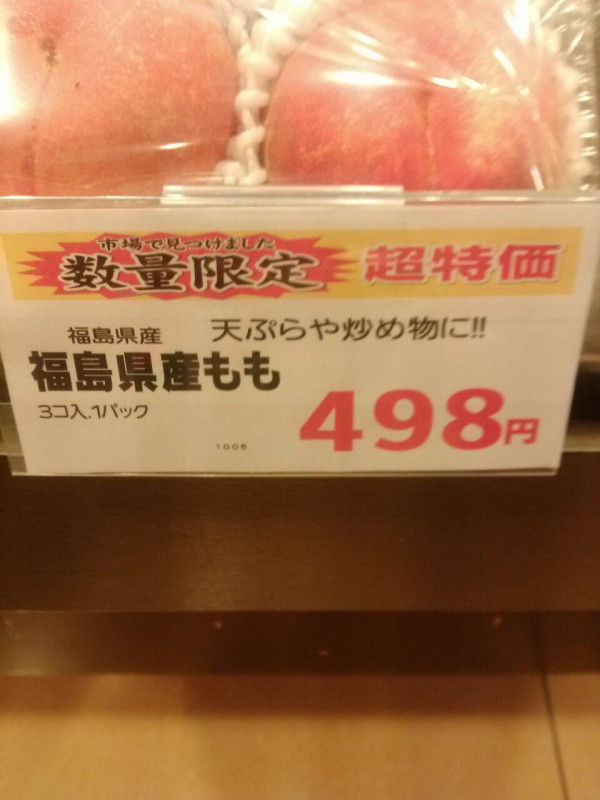 市場で見つけました
数量限定 超特価
福島県産 天ぷらや炒め物に!!
福島県産もも
3コ入.1パック
498円
1005